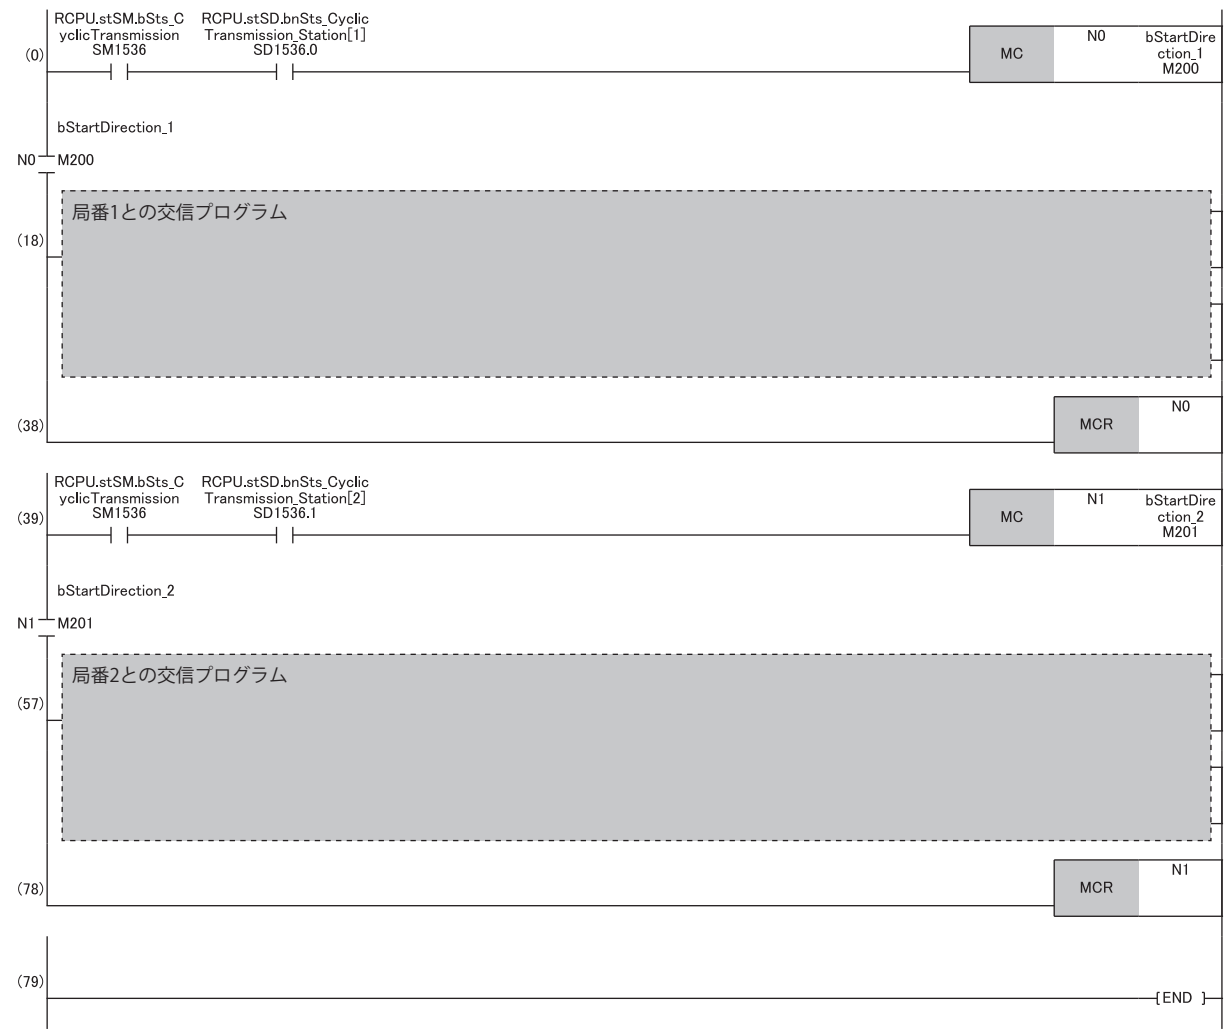 RCPU.stSM.bSts_C RCPU.stSD.bnSts_Cyclic
yclicTransmission Transmission_Station[1]
SM1536 SD1536.0
(0)
MC N0 bStartDire
ction_1
M200
bStartDirection_1
N0 M200
局番1との交信プログラム
(18)
(38)
MCR N0
RCPU.stSM.bSts_C RCPU.stSD.bnSts_Cyclic
yclicTransmission Transmission_Station[2]
SM1536 SD1536.1
(39)
MC N1 bStartDire
ction_2
M201
bStartDirection_2
N1 M201
局番2との交信プログラム
(57)
(78)
MCR N1
(79)
[END ]